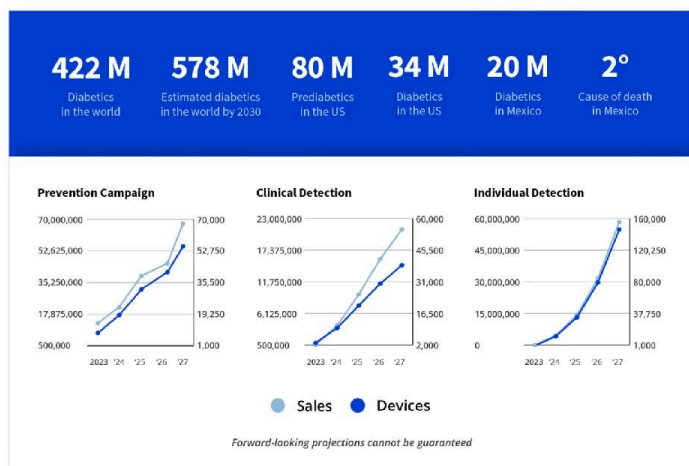 422 M
Diabetics
in the world
578 M
Estimated diabetics
in the world by 2030
80 M
Prediabetics
in the US
34 M
Diabetics
in the US
20 M
Diabetics
in Mexico
2°
Cause of death
in Mexico
Prevention Campaign
70,000,000
52,625,000
35,250,000
17,875,000
500,000
70,000
52,750
35,500
19,250
1,000
2023 '24 '25 '26 '27
Clinical Detection
23,000,000
17,375,000
11,750,000
6,125,000
500,000
60,000
45,500
31,000
16,500
2,000
2023 '24 '25 '26 '27
Individual Detection
60,000,000
45,000,000
30,000,000
15,000,000
0
160,000
120,250
80,000
37,750
1,000
2023 '24 '25 '26 '27
Sales Devices
Forward-looking projections cannot be guaranteed